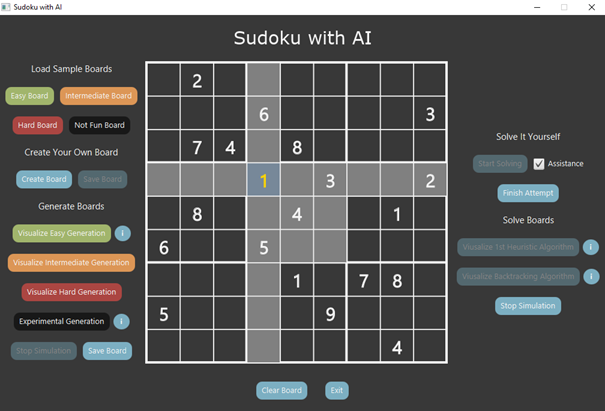 Sudoku with AI
Sudoku with AI
Load Sample Boards
Easy Board Intermediate Board
Hard Board Not Fun Board
Create Your Own Board
Create Board Save Board
Generate Boards
Visualize Easy Generation i
Visualize Intermediate Generation
Visualize Hard Generation
Experimental Generation i
Stop Simulation Save Board
2
6 3
7 4 8
1 3 2
8 4 1
6 5
1 7 8
5 9
4
Clear Board Exit
Solve It Yourself
Start Solving Assistance
Finish Attempt
Solve Boards
Viusalize 1st Heuristic Algorithm i
Viusalize Backtracking Algorithm i
Stop Simulation